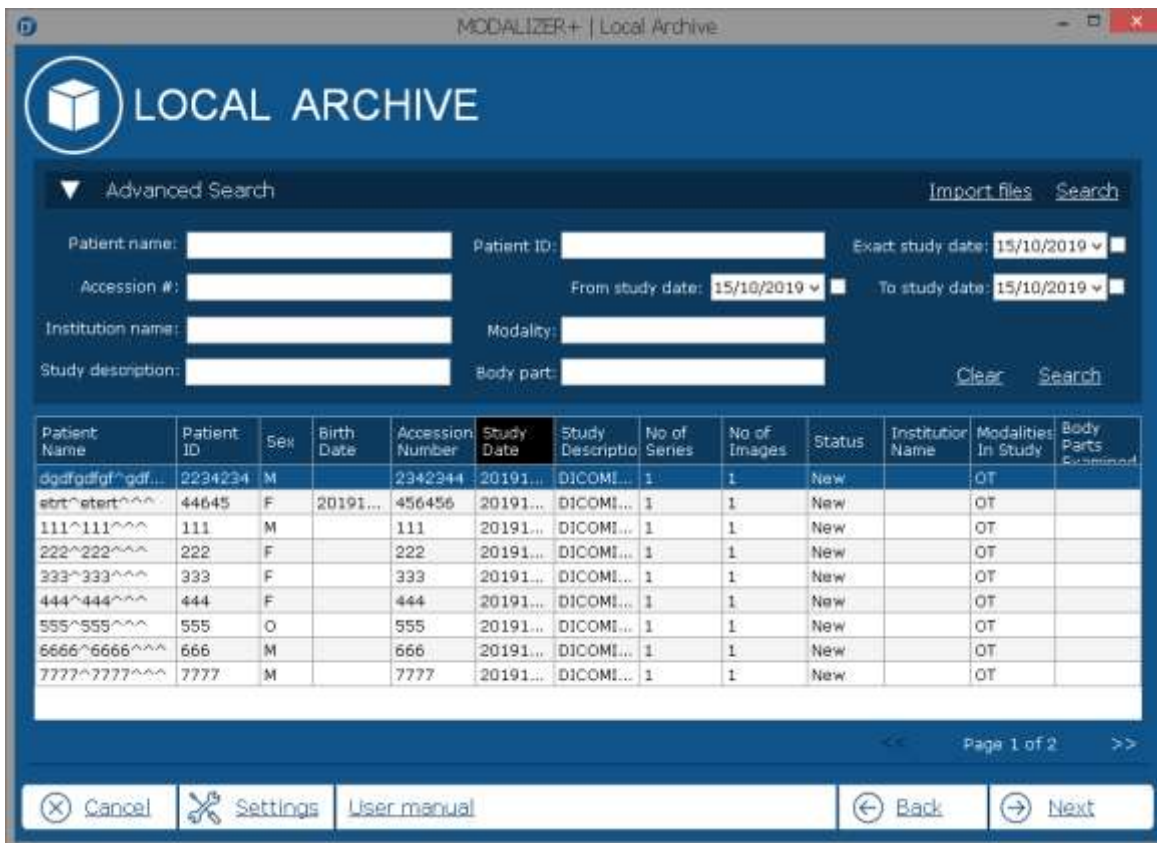 MODALIZER+ | Local Archive
LOCAL ARCHIVE
Advanced Search Import files Search
Patient name: Patient ID: Exact study date: 15/10/2019
Accession #: From study date: 15/10/2019 To study date: 15/10/2019
Institution name: Modality:
Study description: Body part:
Clear Search
Patient Name Patient ID Sex Birth Date Accession Number Study Date Study Descriptio No of Series No of Images Status Institution Name Modalities In Study Body Parts Examined
dgdfgdfgf^gdf... 2234234 M 2342344 20191... DICOMI... 1 1 New OT
etrt^etert^^^ 44645 F 20191... 456456 20191... DICOMI... 1 1 New OT
111^111^^^ 111 M 111 20191... DICOMI... 1 1 New OT
222^222^^^ 222 F 222 20191... DICOMI... 1 1 New OT
333^333^^^ 333 F 333 20191... DICOMI... 1 1 New OT
444^444^^^ 444 F 444 20191... DICOMI... 1 1 New OT
555^555^^^ 555 O 555 20191... DICOMI... 1 1 New OT
6666^6666^^^ 666 M 666 20191... DICOMI... 1 1 New OT
7777^7777^^^ 7777 M 7777 20191... DICOMI... 1 1 New OT
<< Page 1 of 2 >>
Cancel Settings User manual Back Next